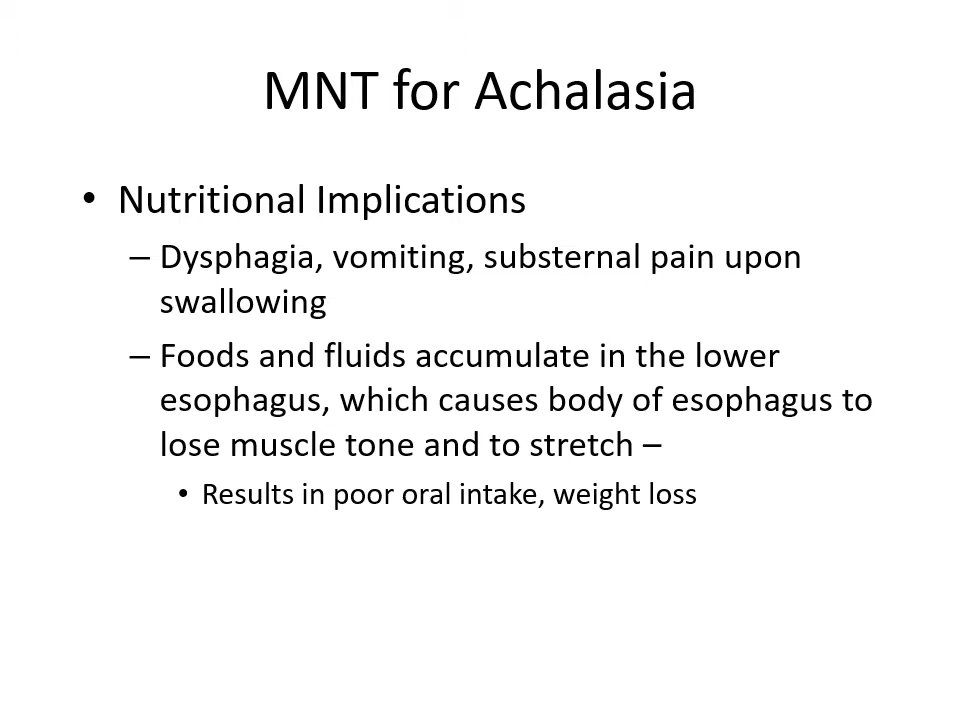 MNT for Achalasia
• Nutritional Implications
– Dysphagia, vomiting, substernal pain upon
swallowing
– Foods and fluids accumulate in the lower
esophagus, which causes body of esophagus to
lose muscle tone and to stretch –
• Results in poor oral intake, weight loss